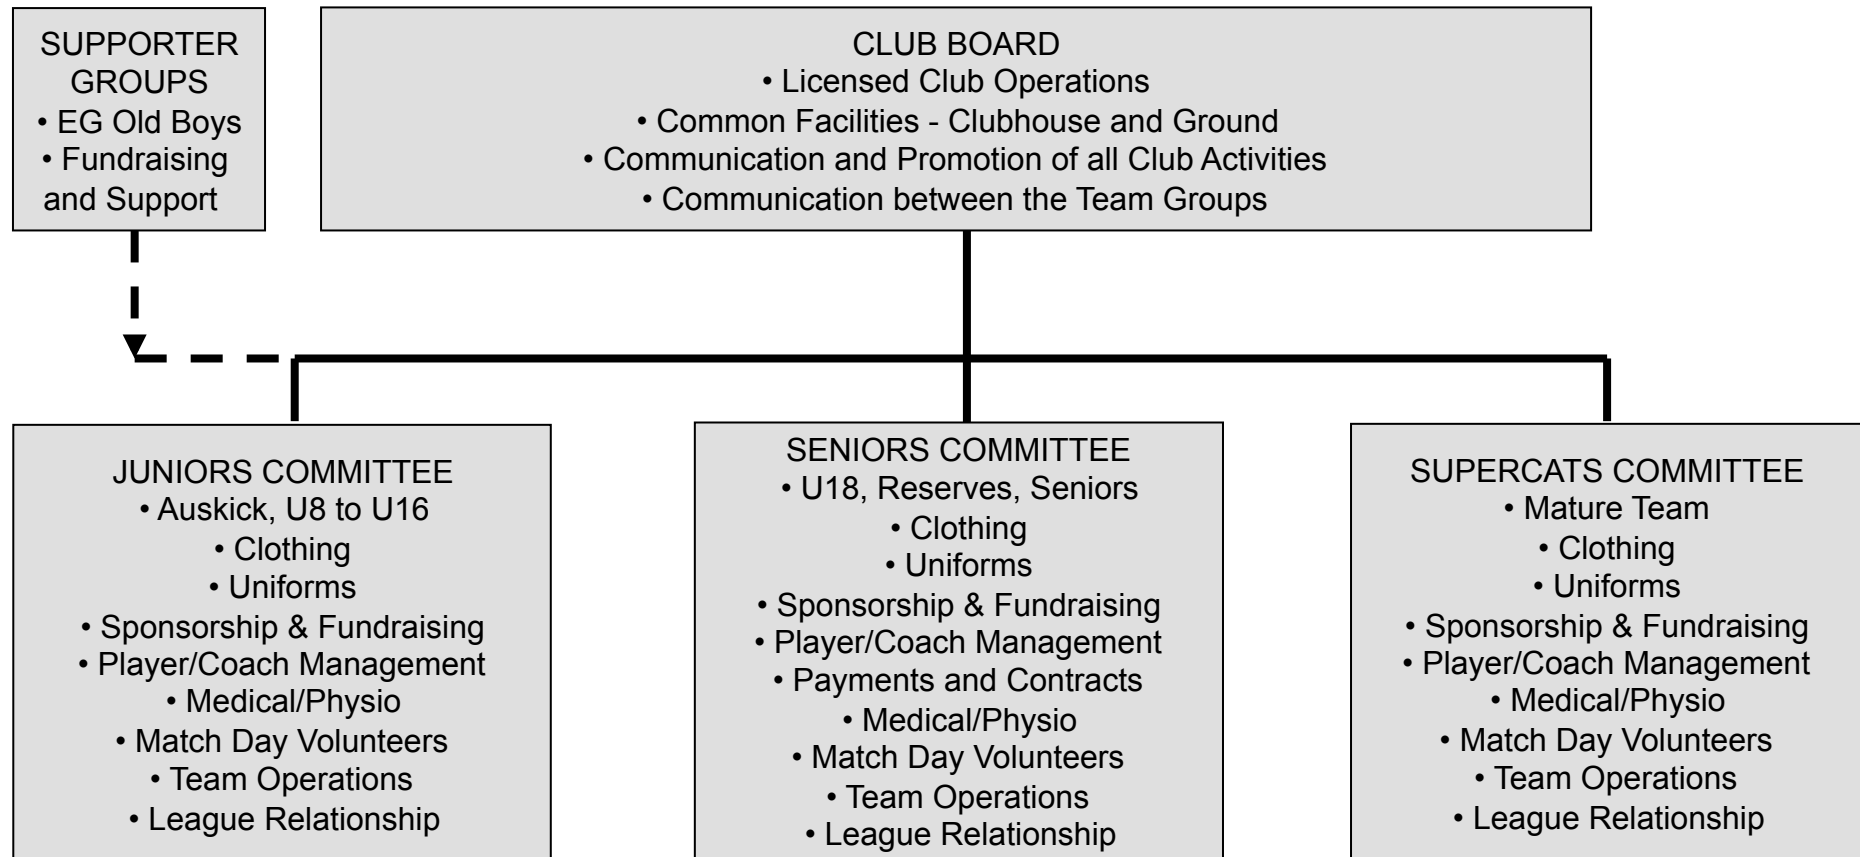 SUPPORTER
GROUPS
• EG Old Boys
• Fundraising
and Support
CLUB BOARD
• Licensed Club Operations
• Common Facilities - Clubhouse and Ground
• Communication and Promotion of all Club Activities
• Communication between the Team Groups
JUNIORS COMMITTEE
• Auskick, U8 to U16
• Clothing
• Uniforms
• Sponsorship & Fundraising
• Player/Coach Management
• Medical/Physio
• Match Day Volunteers
• Team Operations
• League Relationship
SENIORS COMMITTEE
• U18, Reserves, Seniors
• Clothing
• Uniforms
• Sponsorship & Fundraising
• Player/Coach Management
• Payments and Contracts
• Medical/Physio
• Match Day Volunteers
• Team Operations
• League Relationship
SUPERCATS COMMITTEE
• Mature Team
• Clothing
• Uniforms
• Sponsorship & Fundraising
• Player/Coach Management
• Medical/Physio
• Match Day Volunteers
• Team Operations
• League Relationship